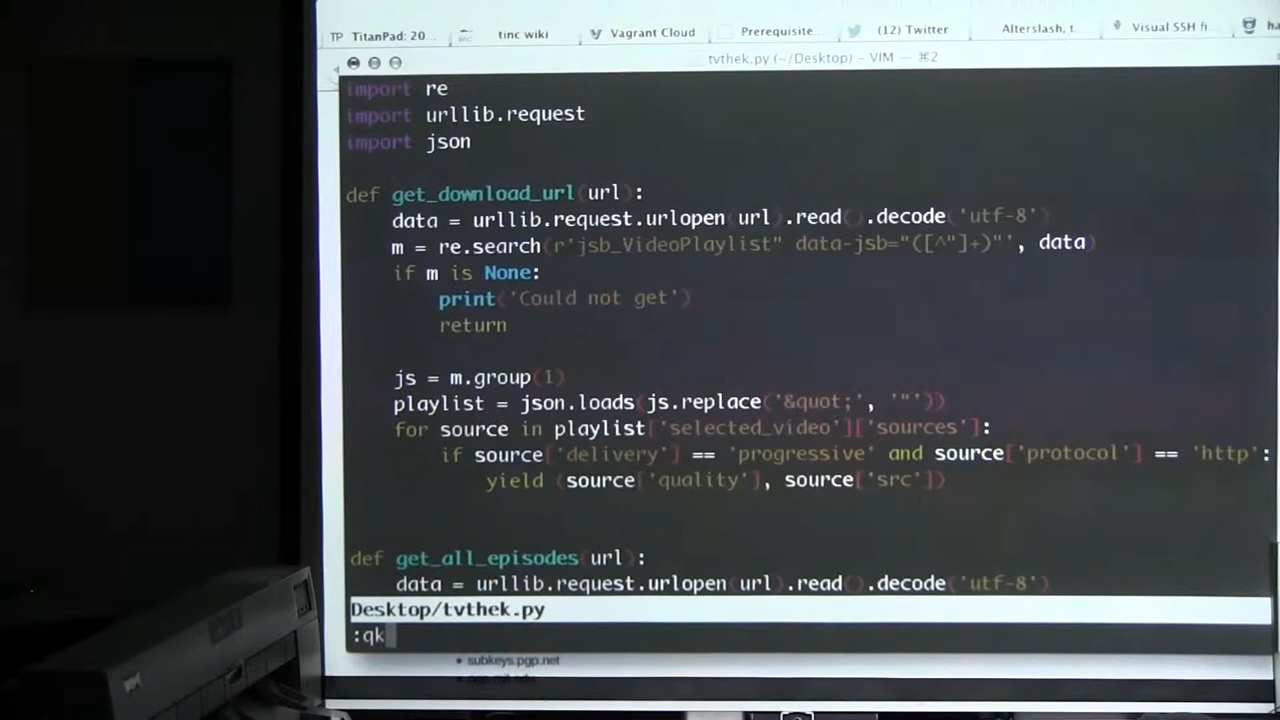 TP TitanPad: 20... tinc wiki Vagrant Cloud Prerequisite... (12) Twitter Alterslash, t... Visual SSH fi...
tvthek.py (~/Desktop) – VIM — ⌘2
import re
import urllib.request
import json
def get_download_url(url):
data = urllib.request.urlopen(url).read().decode('utf-8')
m = re.search(r'jsb_VideoPlaylist" data-jsb="([^"]+)"', data)
if m is None:
print('Could not get')
return
js = m.group(1)
playlist = json.loads(js.replace('&quot;', '"'))
for source in playlist['selected_video']['sources']:
if source['delivery'] == 'progressive' and source['protocol'] == 'http':
yield (source['quality'], source['src'])
def get_all_episodes(url):
data = urllib.request.urlopen(url).read().decode('utf-8')
Desktop/tvthek.py
:qk
• subkeys.pgp.net